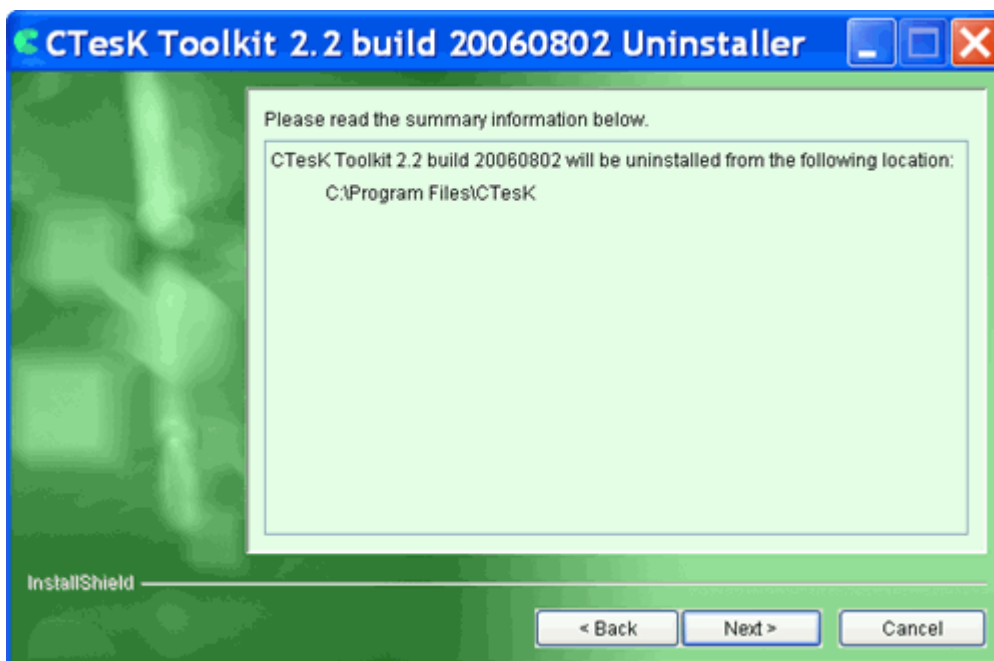 CTesK Toolkit 2.2 build 20060802 Uninstaller
Please read the summary information below.
CTesK Toolkit 2.2 build 20060802 will be uninstalled from the following location:
C:\Program Files\CTesK
InstallShield
< Back
Next >
Cancel